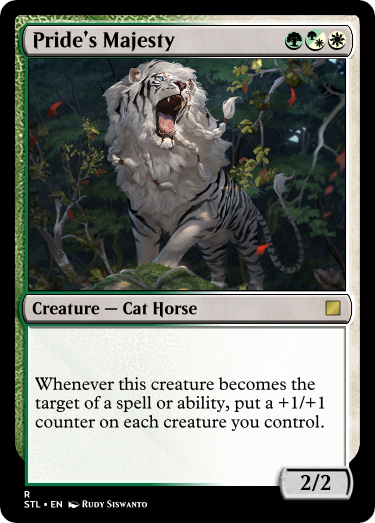 Pride's Majesty
Creature — Cat Horse
Whenever this creature becomes the
target of a spell or ability, put a +1/+1
counter on each creature you control.
2/2
R
STL • EN Rudy Siswanto